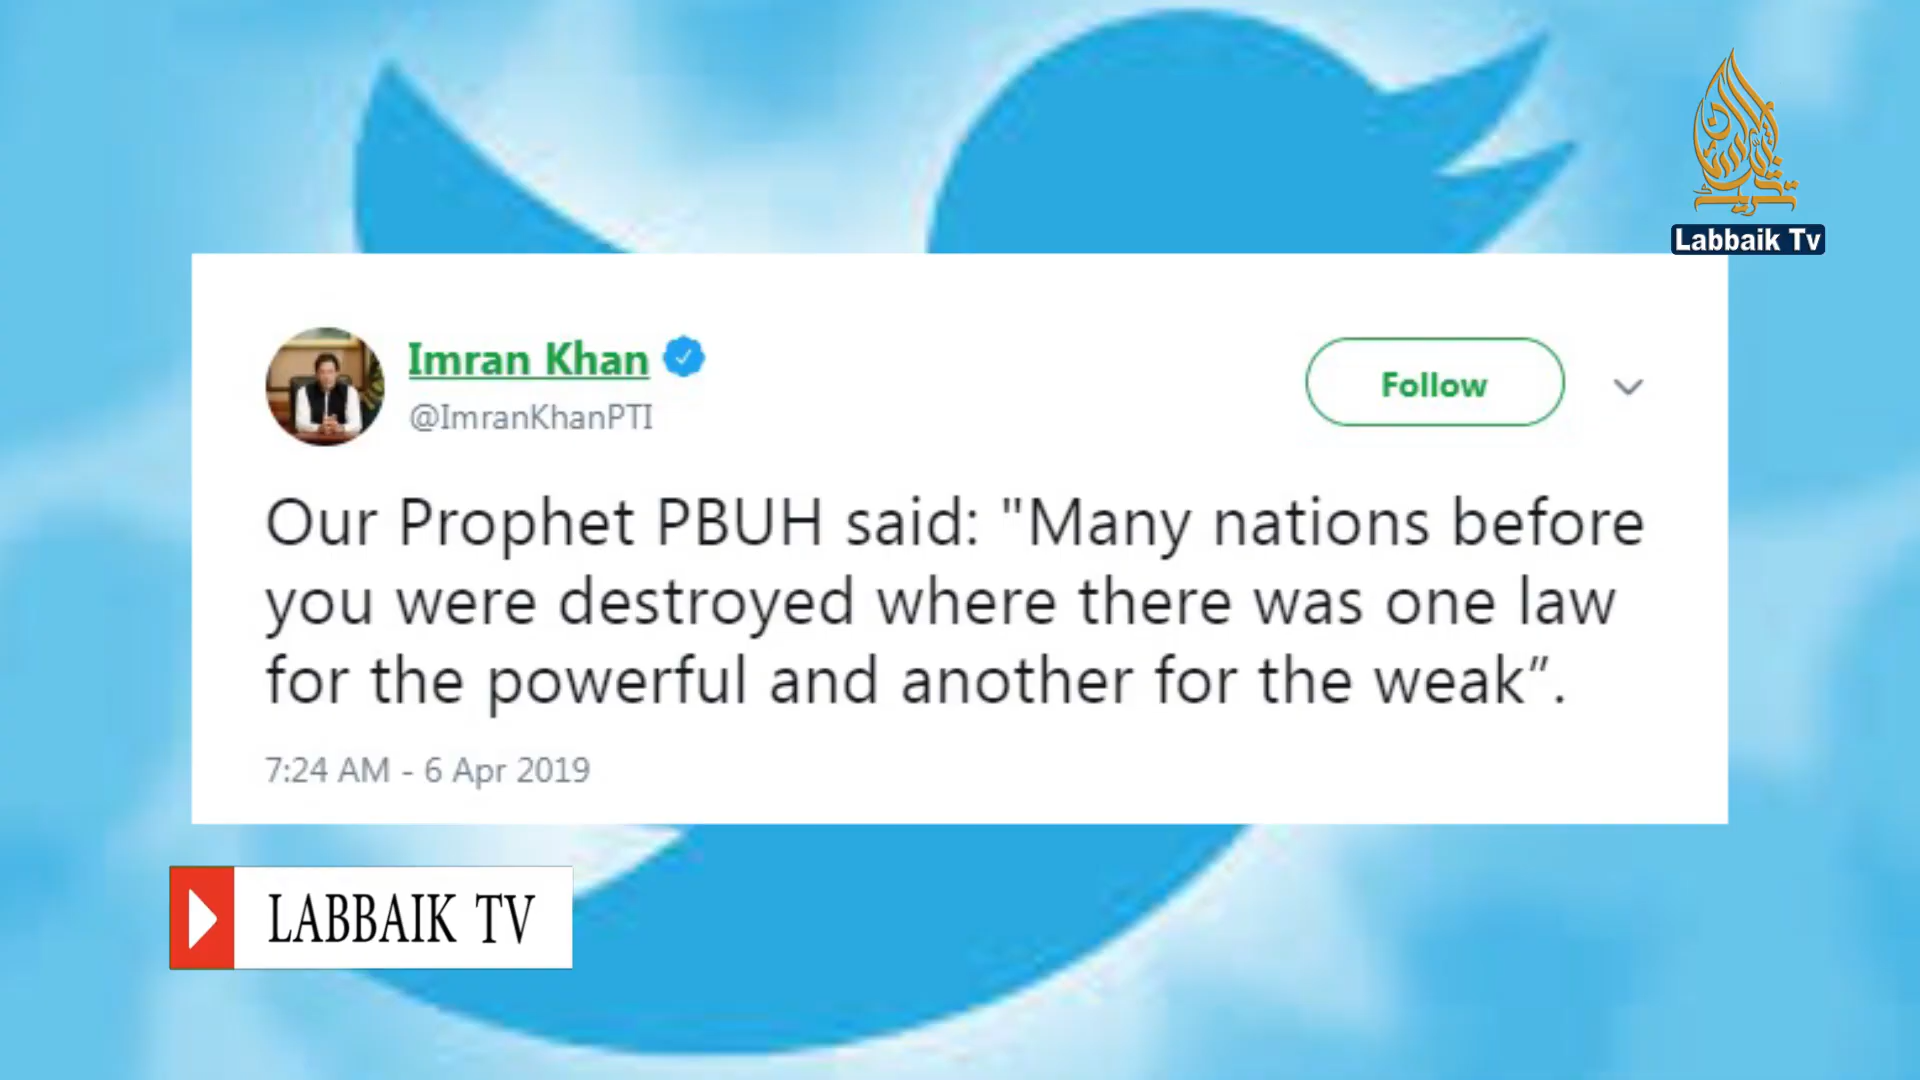 Labbaik Tv
Imran Khan
@ImranKhanPTI
Follow
Our Prophet PBUH said: "Many nations before
you were destroyed where there was one law
for the powerful and another for the weak”.
7:24 AM - 6 Apr 2019
LABBAIK TV